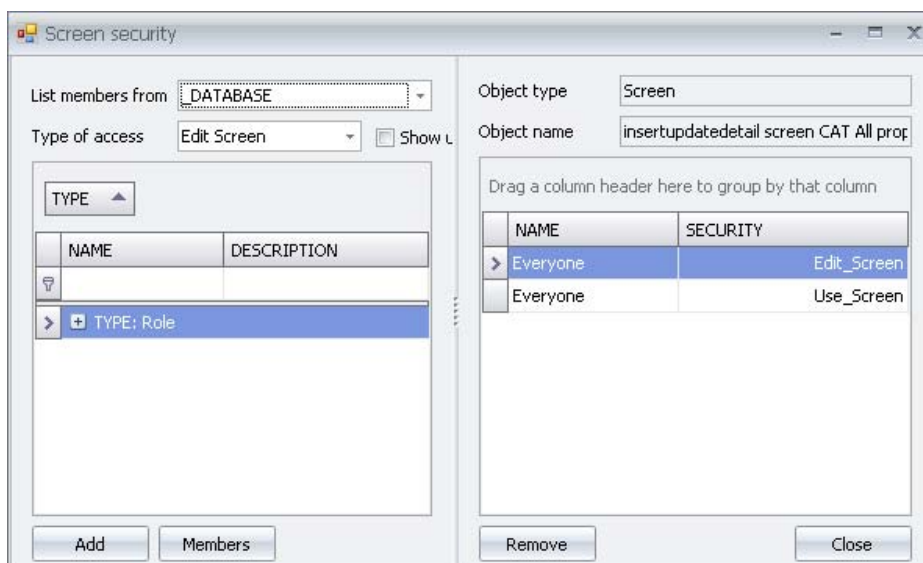 Screen security
List members from _DATABASE
Type of access Edit Screen Show
TYPE
NAME DESCRIPTION
TYPE: Role
Add Members
Object type Screen
Object name insertupdatedetail screen CAT All prop
Drag a column header here to group by that column
NAME SECURITY
Everyone Edit_Screen
Everyone Use_Screen
Remove Close